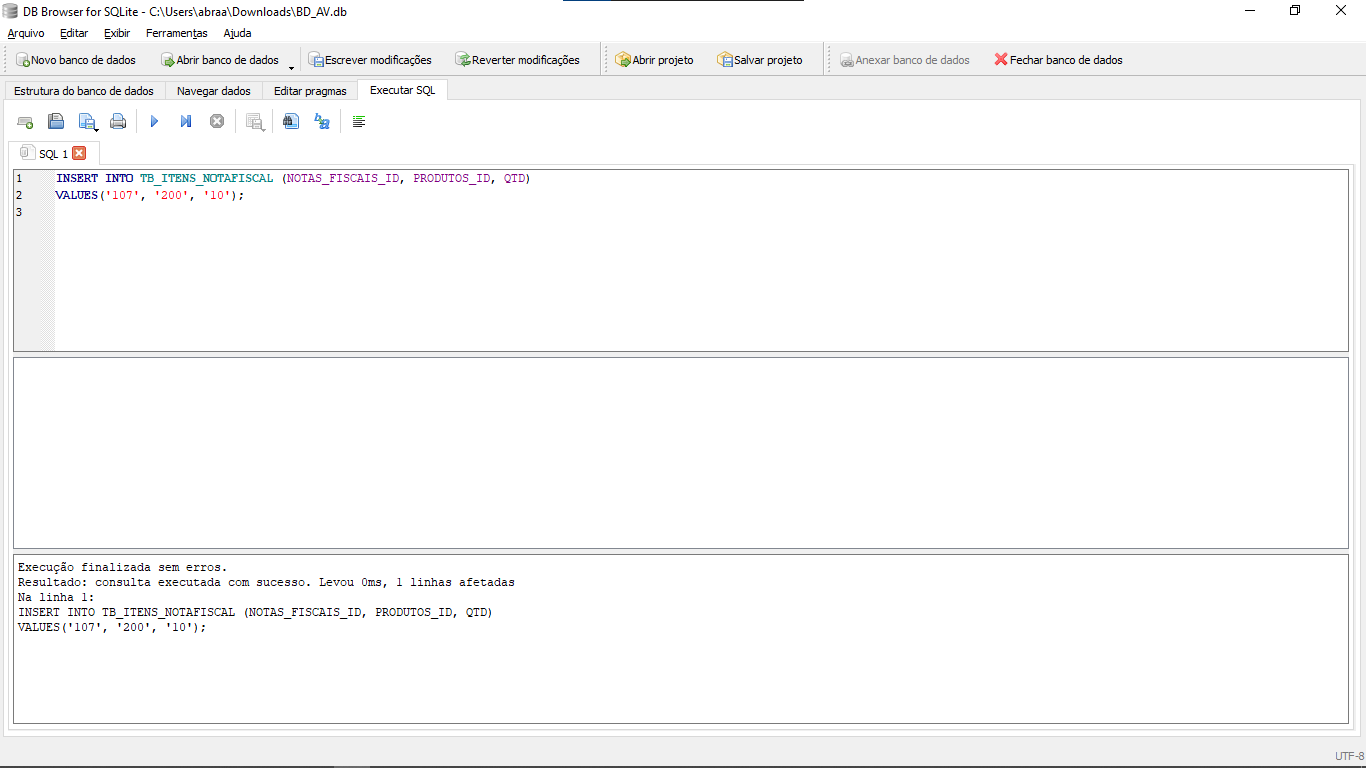 DB Browser for SQLite - C:\Users\abraa\Downloads\BD_AV.db
Arquivo Editar Exibir Ferramentas Ajuda
Novo banco de dados Abrir banco de dados Escrever modificações Reverter modificações Abrir projeto Salvar projeto Anexar banco de dados Fechar banco de dados
Estrutura do banco de dados Navegar dados Editar pragmas Executar SQL
SQL 1
1 INSERT INTO TB_ITENS_NOTAFISCAL (NOTAS_FISCAIS_ID, PRODUTOS_ID, QTD)
2 VALUES('107', '200', '10');
3
Execução finalizada sem erros.
Resultado: consulta executada com sucesso. Levou 0ms, 1 linhas afetadas
Na linha 1:
INSERT INTO TB_ITENS_NOTAFISCAL (NOTAS_FISCAIS_ID, PRODUTOS_ID, QTD)
VALUES('107', '200', '10');
UTF-8